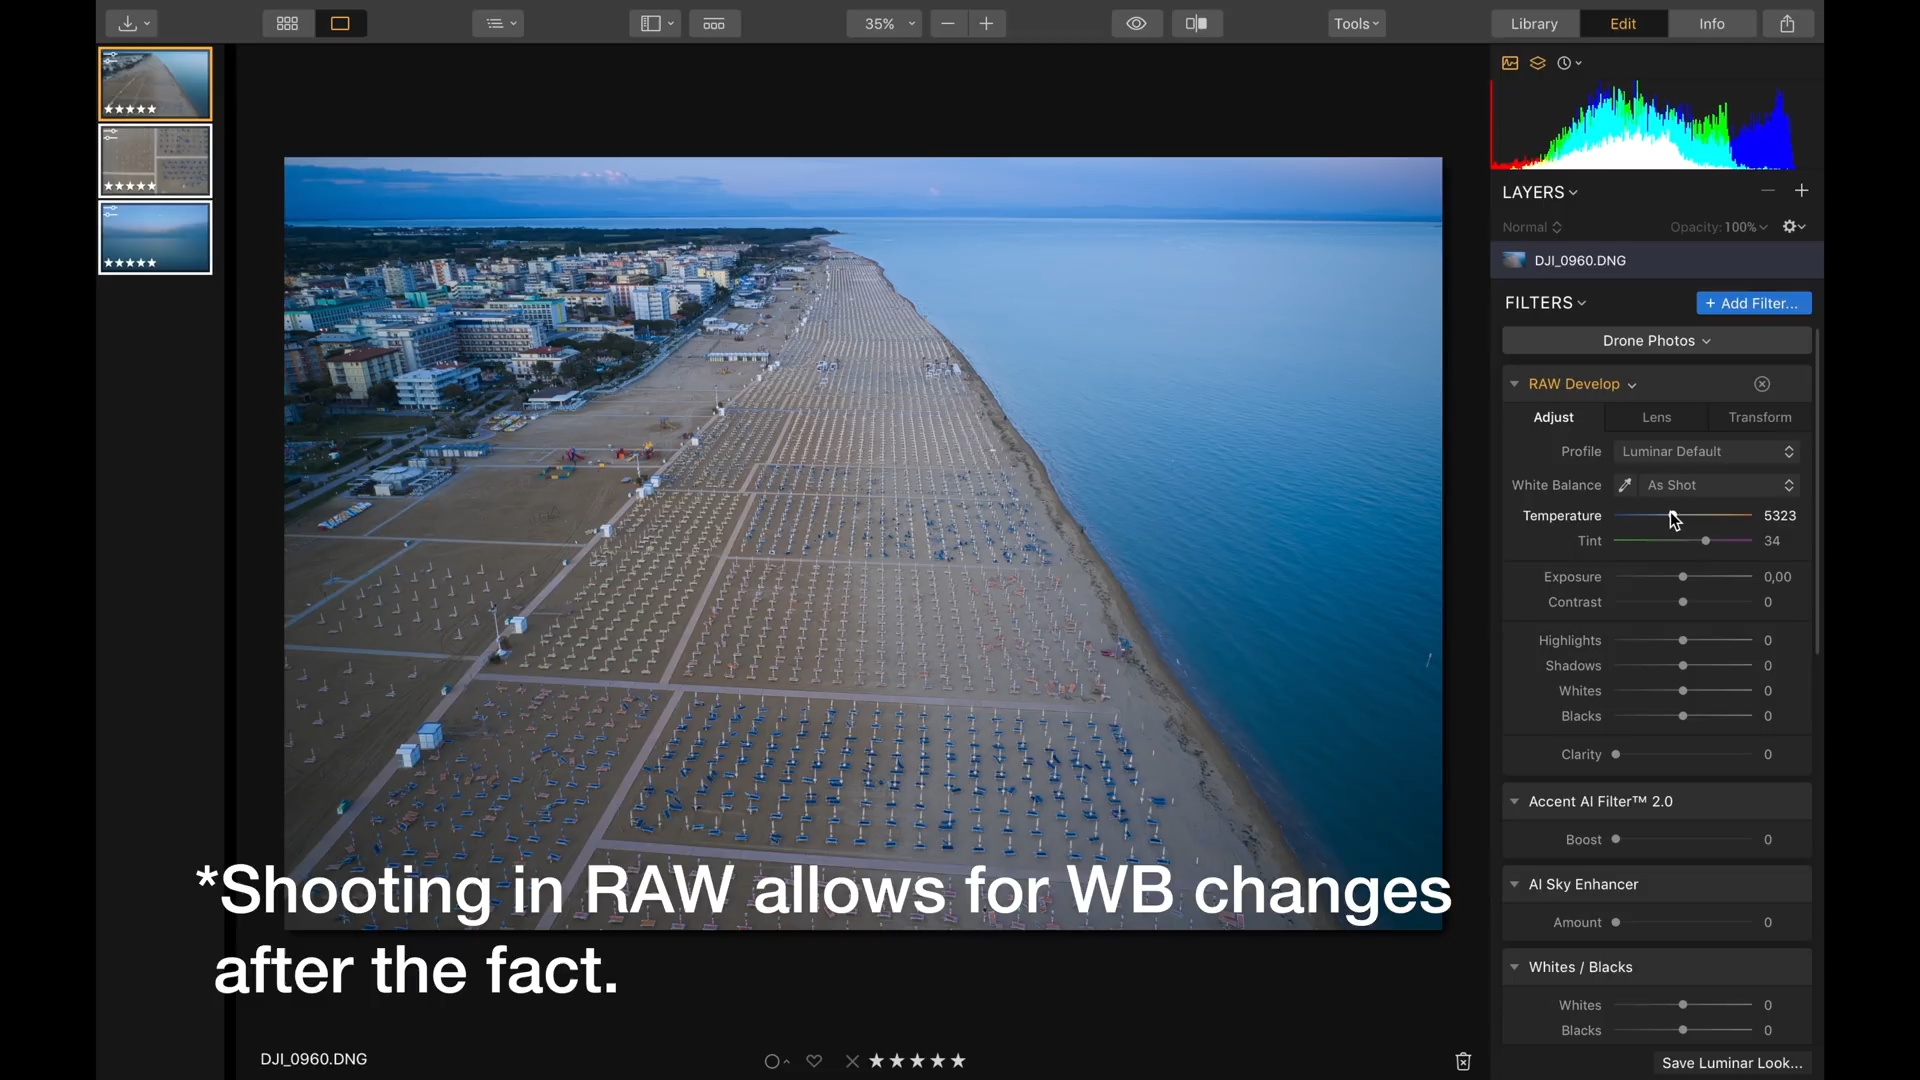 35%
Tools
Library
Edit
Info
LAYERS
Normal
Opacity: 100%
DJI_0960.DNG
FILTERS
+ Add Filter...
Drone Photos
RAW Develop
Adjust
Lens
Transform
Profile
Luminar Default
White Balance
As Shot
Temperature
5323
Tint
34
Exposure
0,00
Contrast
0
Highlights
0
Shadows
0
Whites
0
Blacks
0
Clarity
0
Accent AI Filter™ 2.0
Boost
0
AI Sky Enhancer
Amount
0
Whites / Blacks
Whites
0
Blacks
0
*Shooting in RAW allows for WB changes
after the fact.
DJI_0960.DNG
Save Luminar Look...